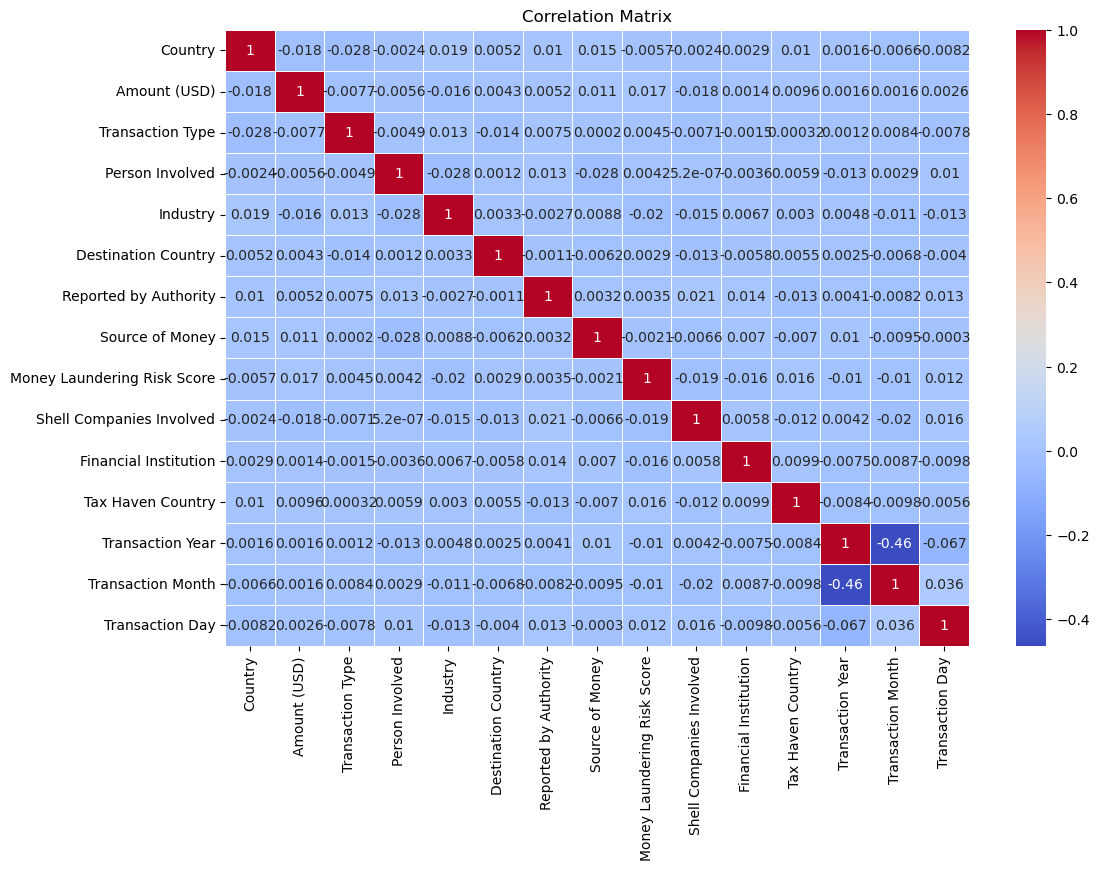 Correlation Matrix
Country 1 -0.018 -0.028 -0.0024 0.019 0.0052 0.01 0.015 -0.0057 -0.0024 0.0029 0.01 0.0016 -0.0066 -0.0082
Amount (USD) -0.018 1 -0.0077 -0.0056 -0.016 0.0043 0.0052 0.011 0.017 -0.018 0.0014 0.0096 0.0016 0.0016 0.0026
Transaction Type -0.028 -0.0077 1 -0.0049 0.013 -0.014 0.0075 0.0002 0.0045 -0.0071 -0.0015 0.00032 0.0012 0.0084 -0.0078
Person Involved -0.0024 -0.0056 -0.0049 1 -0.028 0.0012 0.013 -0.028 0.0042 5.2e-07 -0.0036 0.0059 -0.013 0.0029 0.01
Industry 0.019 -0.016 0.013 -0.028 1 0.0033 -0.0027 0.0088 -0.02 -0.015 0.0067 0.003 0.0048 -0.011 -0.013
Destination Country 0.0052 0.0043 -0.014 0.0012 0.0033 1 -0.0011 -0.0062 0.0029 -0.013 -0.0058 0.0055 0.0025 -0.0068 -0.004
Reported by Authority 0.01 0.0052 0.0075 0.013 -0.0027 -0.0011 1 0.0032 0.0035 0.021 0.014 -0.013 0.0041 -0.0082 0.013
Source of Money 0.015 0.011 0.0002 -0.028 0.0088 -0.0062 0.0032 1 -0.0021 -0.0066 0.007 -0.007 0.01 -0.0095 -0.0003
Money Laundering Risk Score -0.0057 0.017 0.0045 0.0042 -0.02 0.0029 0.0035 -0.0021 1 -0.019 -0.016 0.016 -0.01 -0.01 0.012
Shell Companies Involved -0.0024 -0.018 -0.0071 5.2e-07 -0.015 -0.013 0.021 -0.0066 -0.019 1 0.0058 -0.012 0.0042 -0.02 0.016
Financial Institution 0.0029 0.0014 -0.0015 -0.0036 0.0067 -0.0058 0.014 0.007 -0.016 0.0058 1 0.0099 -0.0075 0.0087 -0.0098
Tax Haven Country 0.01 0.0096 0.00032 0.0059 0.003 0.0055 -0.013 -0.007 0.016 -0.012 0.0099 1 -0.0084 -0.0098 -0.0056
Transaction Year 0.0016 0.0016 0.0012 -0.013 0.0048 0.0025 0.0041 0.01 -0.01 0.0042 -0.0075 -0.0084 1 -0.46 -0.067
Transaction Month -0.0066 0.0016 0.0084 0.0029 -0.011 -0.0068 -0.0082 -0.0095 -0.01 -0.02 0.0087 -0.0098 -0.46 1 0.036
Transaction Day -0.0082 0.0026 -0.0078 0.01 -0.013 -0.004 0.013 -0.0003 0.012 0.016 -0.0098 -0.0056 -0.067 0.036 1
Country
Amount (USD)
Transaction Type
Person Involved
Industry
Destination Country
Reported by Authority
Source of Money
Money Laundering Risk Score
Shell Companies Involved
Financial Institution
Tax Haven Country
Transaction Year
Transaction Month
Transaction Day
1.0
0.8
0.6
0.4
0.2
0.0
−0.2
−0.4